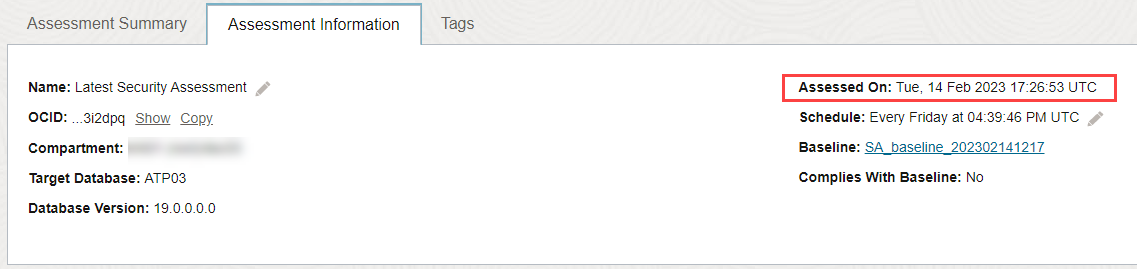 Assessment Summary
Assessment Information
Tags
Name: Latest Security Assessment
OCID: ...3i2dpq Show Copy
Compartment:
Target Database: ATP03
Database Version: 19.0.0.0.0
Assessed On: Tue, 14 Feb 2023 17:26:53 UTC
Schedule: Every Friday at 04:39:46 PM UTC
Baseline: SA_baseline_202302141217
Complies With Baseline: No